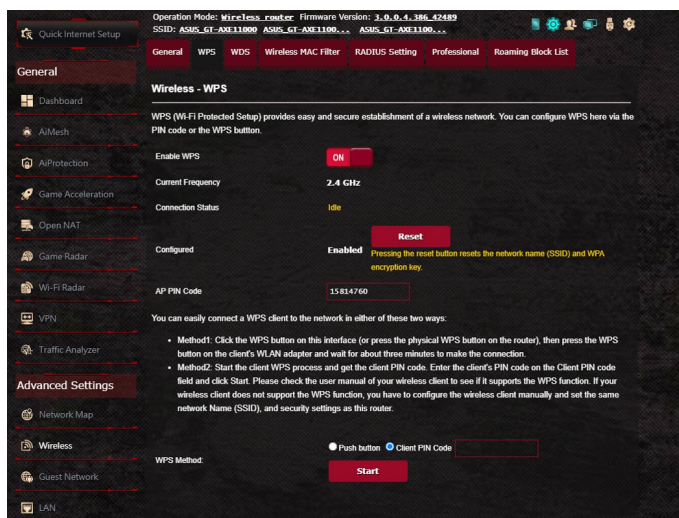 Operation Mode: Wireless router Firmware Version: 3.0.0.4.386_42489
SSID: ASUS_GT-AXE11000 ASUS_GT-AXE1100... ASUS_GT-AXE1100...
Quick Internet Setup
General
Dashboard
AiMesh
AiProtection
Game Acceleration
Open NAT
Game Radar
Wi-Fi Radar
VPN
Traffic Analyzer
Advanced Settings
Network Map
Wireless
Guest Network
LAN
General WPS WDS Wireless MAC Filter RADIUS Setting Professional Roaming Block List
Wireless - WPS
WPS (Wi-Fi Protected Setup) provides easy and secure establishment of a wireless network. You can configure WPS here via the
PIN code or the WPS buttton.
Enable WPS ON
Current Frequency 2.4 GHz
Connection Status Idle
Configured Enabled Reset
Pressing the reset button resets the network name (SSID) and WPA
encryption key.
AP PIN Code 15814760
You can easily connect a WPS client to the network in either of these two ways:
• Method1: Click the WPS button on this interface (or press the physical WPS button on the router), then press the WPS
button on the client's WLAN adapter and wait for about three minutes to make the connection.
• Method2: Start the client WPS process and get the client PIN code. Enter the client's PIN code on the Client PIN code
field and click Start. Please check the user manual of your wireless client to see if it supports the WPS function. If your
wireless client does not support the WPS function, you have to configure the wireless client manually and set the same
network Name (SSID), and security settings as this router.
WPS Method: Push button Client PIN Code
Start